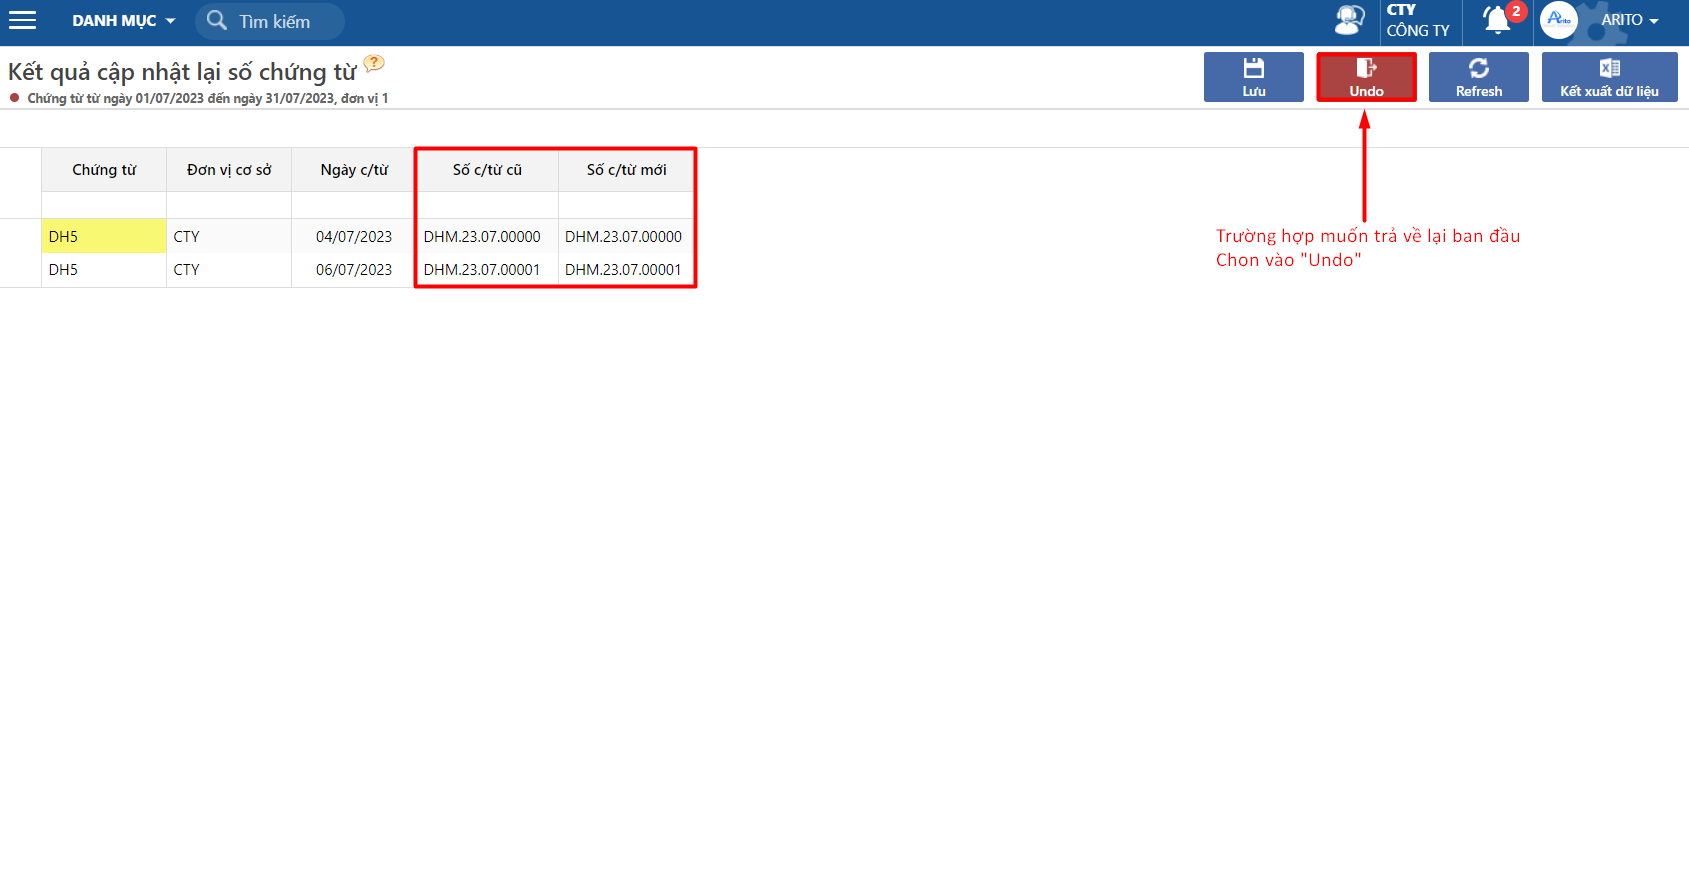 DANH MỤC
Tìm kiếm
CTY
CÔNG TY
2
Arito
ARITO
Kết quả cập nhật lại số chứng từ
?
Chứng từ từ ngày 01/07/2023 đến ngày 31/07/2023, đơn vị 1
Lưu
Undo
Refresh
Kết xuất dữ liệu
Chứng từ Đơn vị cơ sở Ngày c/từ Số c/từ cũ Số c/từ mới
DH5 CTY 04/07/2023 DHM.23.07.00000 DHM.23.07.00000
DH5 CTY 06/07/2023 DHM.23.07.00001 DHM.23.07.00001
Trường hợp muốn trả về lại ban đầu
Chon vào "Undo"